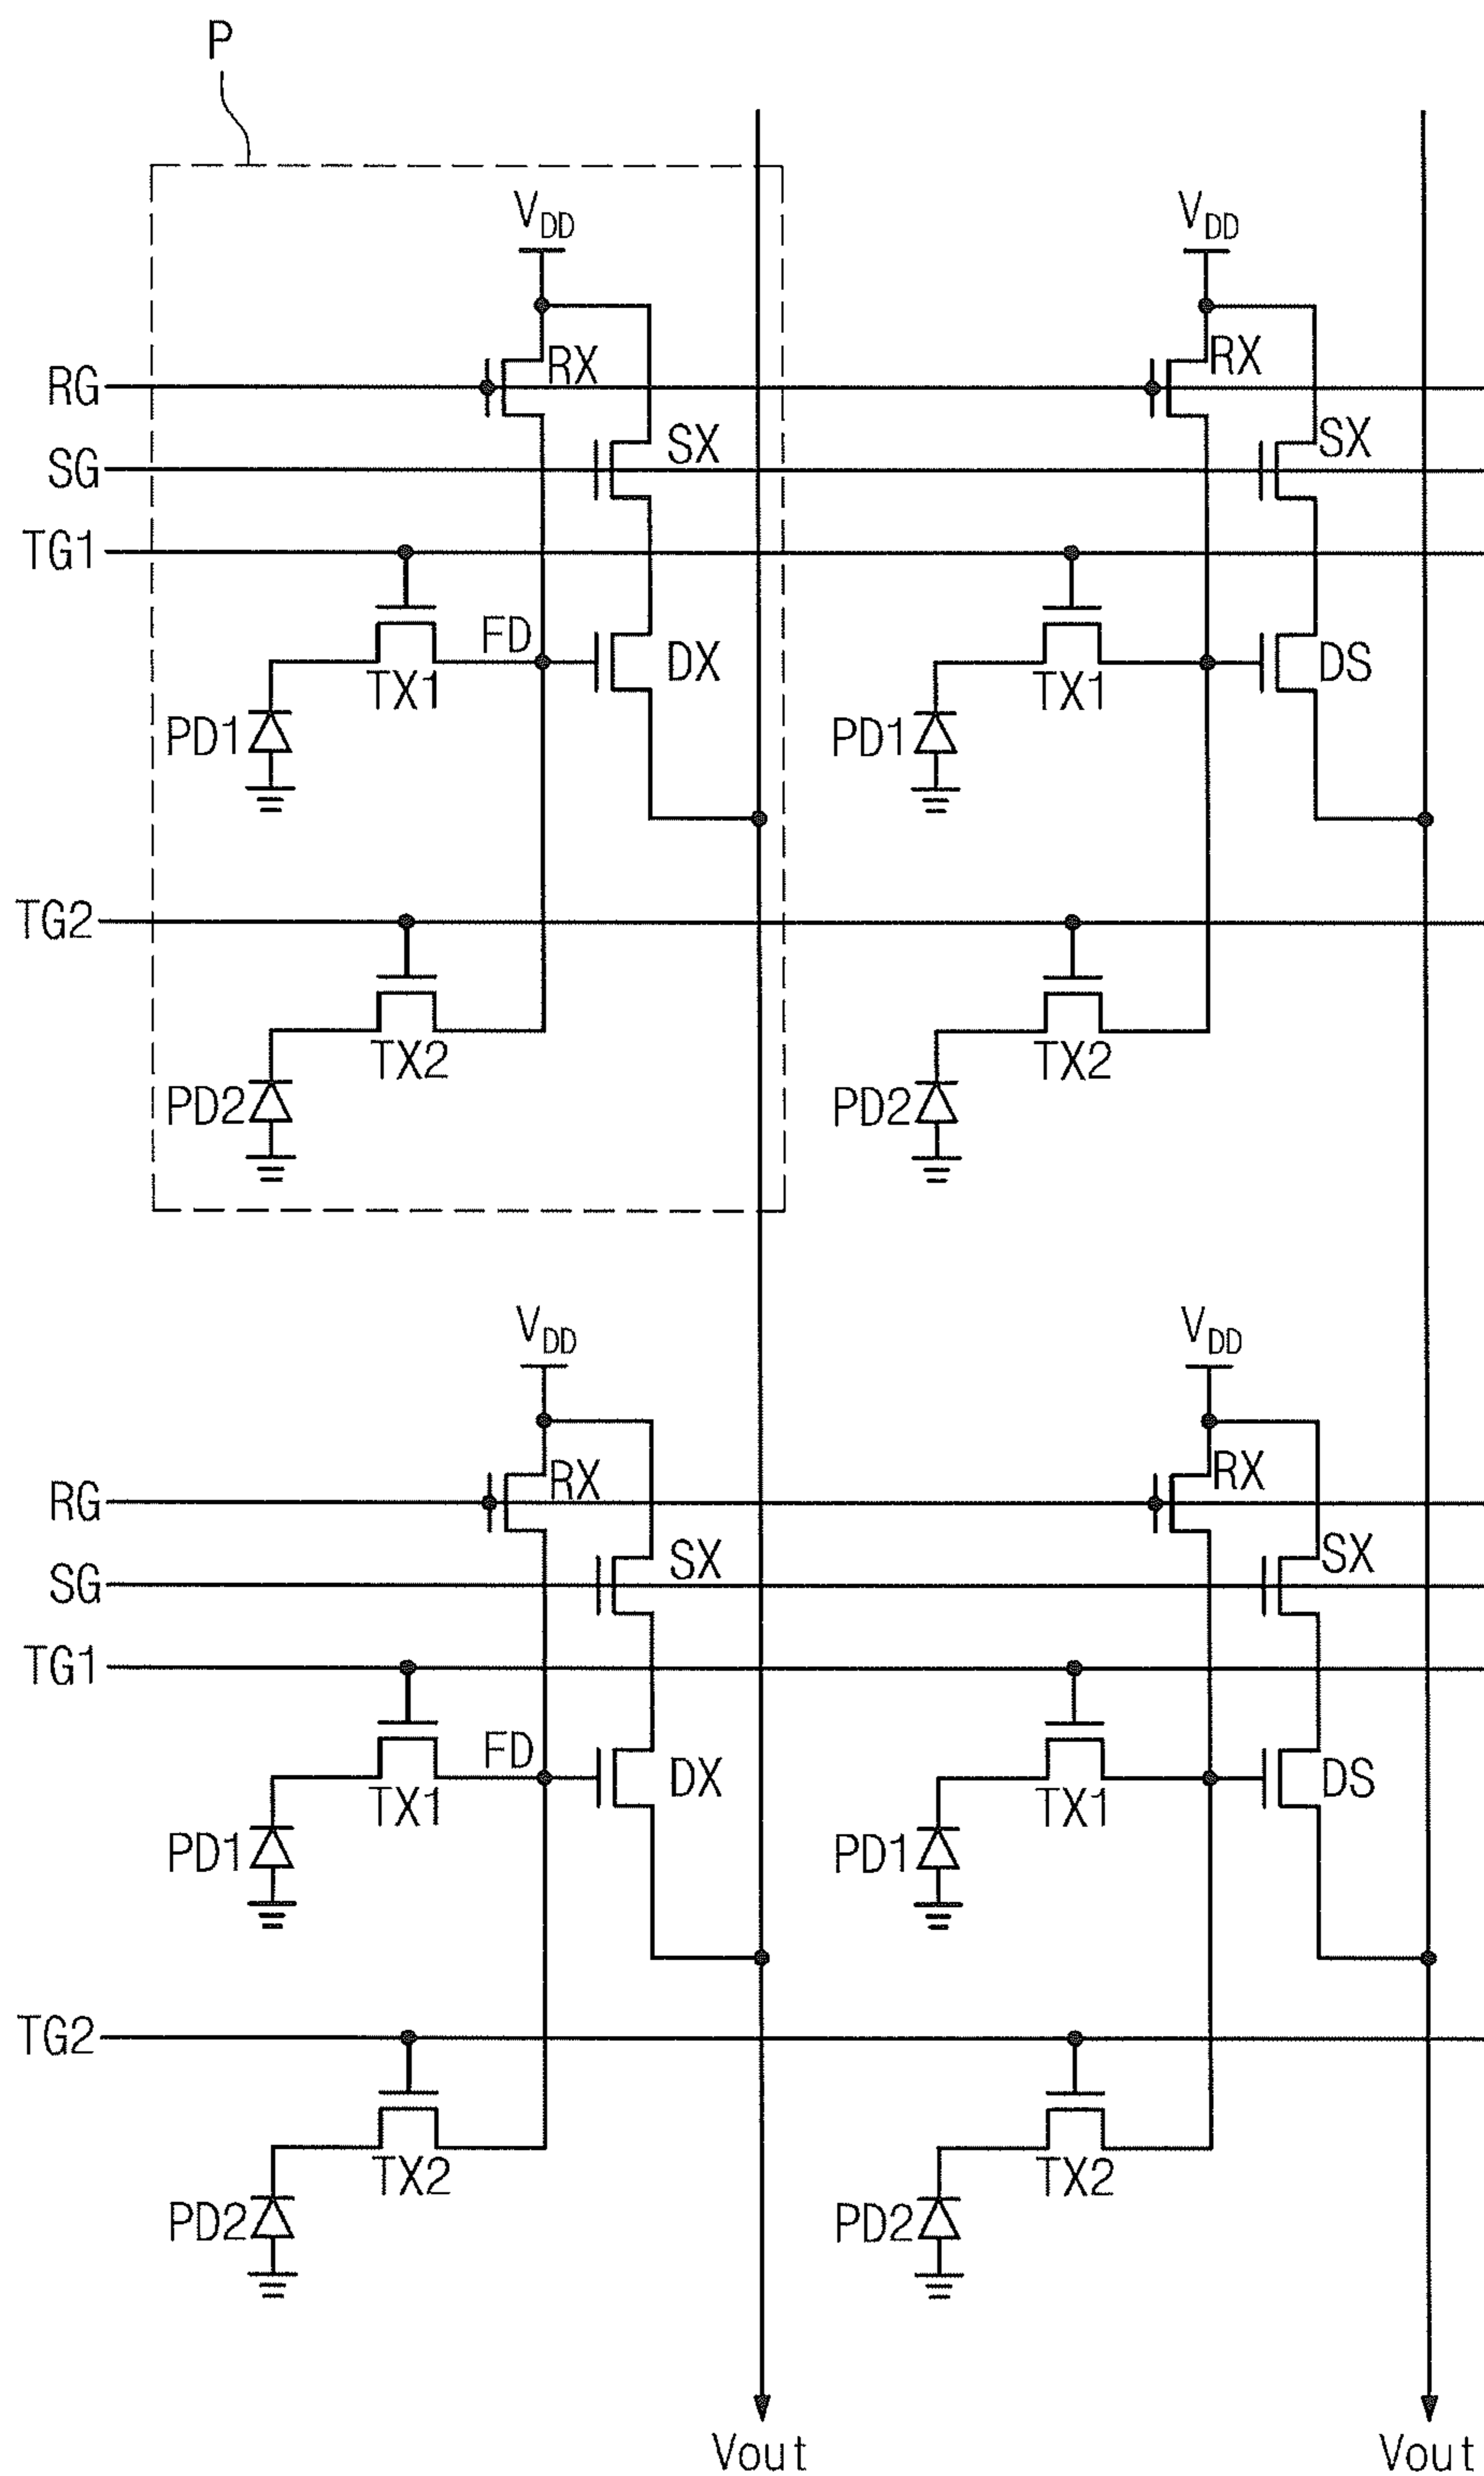 P
VDD VDD
RG RX RX
SG SX SX
TG1
FD DX DS
TX1 TX1
PD1 PD1
TG2
TX2 TX2
PD2 PD2
VDD VDD
RG RX RX
SG SX SX
TG1
FD DX DS
TX1 TX1
PD1 PD1
TG2
TX2 TX2
PD2 PD2
Vout Vout